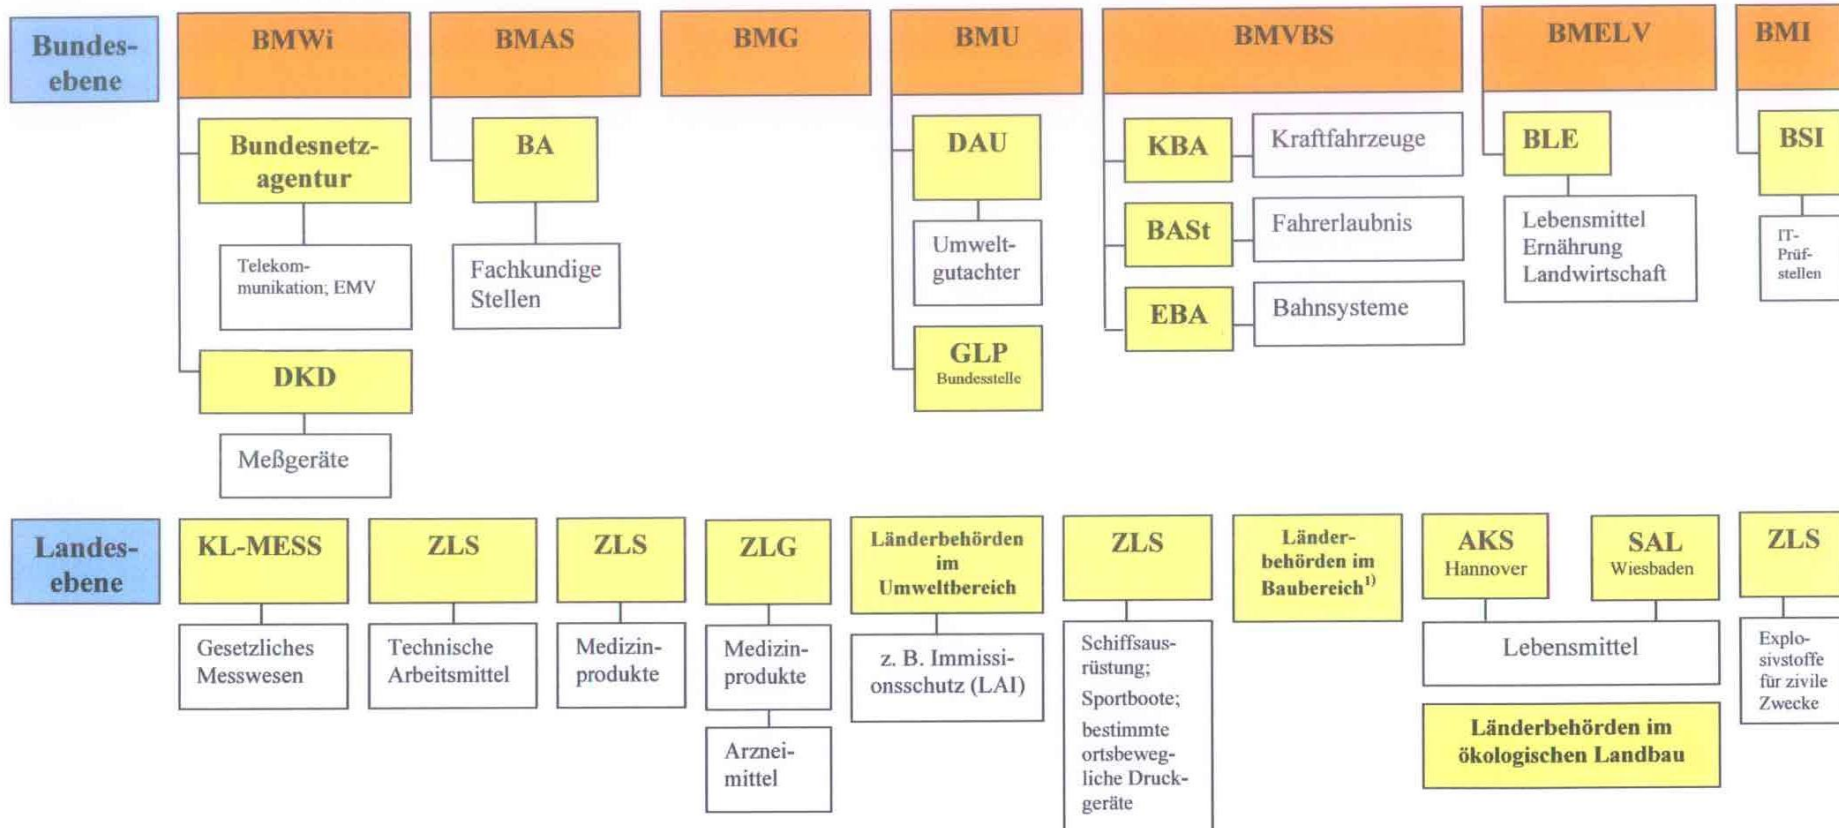 Bundes-
ebene
BMWi
BMAS
BMG
BMU
BMVBS
BMELV
BMI
Bundesnetz-
agentur
Telekom-
munikation; EMV
DKD
Meßgeräte
BA
Fachkundige
Stellen
DAU
Umwelt-
gutachter
GLP
Bundesstelle
KBA
Kraftfahrzeuge
BASt
Fahrerlaubnis
EBA
Bahnsysteme
BLE
Lebensmittel
Ernährung
Landwirtschaft
BSI
IT-
Prüf-
stellen
Landes-
ebene
KL-MESS
Gesetzliches
Messwesen
ZLS
Technische
Arbeitsmittel
ZLS
Medizin-
produkte
ZLG
Medizin-
produkte
Arznei-
mittel
Länderbehörden
im
Umweltbereich
z. B. Immissi-
onsschutz (LAI)
ZLS
Schiffsaus-
rüstung;
Sportboote;
bestimmte
ortsbeweg-
liche Druck-
geräte
Länder-
behörden im
Baubereich¹⁾
AKS
Hannover
SAL
Wiesbaden
Lebensmittel
Länderbehörden im
ökologischen Landbau
ZLS
Explo-
sivstoffe
für zivile
Zwecke